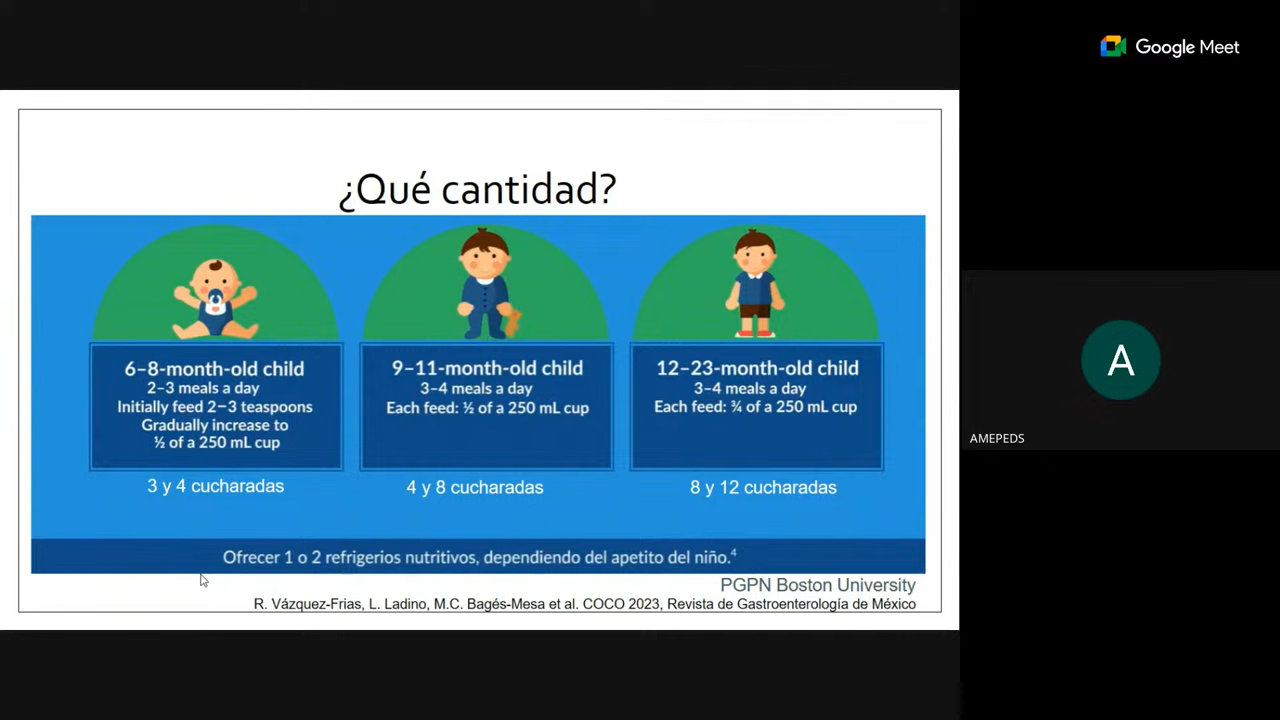 Google Meet
¿Qué cantidad?
6–8-month-old child
2–3 meals a day
Initially feed 2–3 teaspoons
Gradually increase to
½ of a 250 mL cup
3 y 4 cucharadas
9–11-month-old child
3–4 meals a day
Each feed: ½ of a 250 mL cup
4 y 8 cucharadas
12–23-month-old child
3–4 meals a day
Each feed: ¾ of a 250 mL cup
8 y 12 cucharadas
Ofrecer 1 o 2 refrigerios nutritivos, dependiendo del apetito del niño.⁴
PGPN Boston University
R. Vázquez-Frias, L. Ladino, M.C. Bagés-Mesa et al. COCO 2023, Revista de Gastroenterología de México
A
AMEPEDS